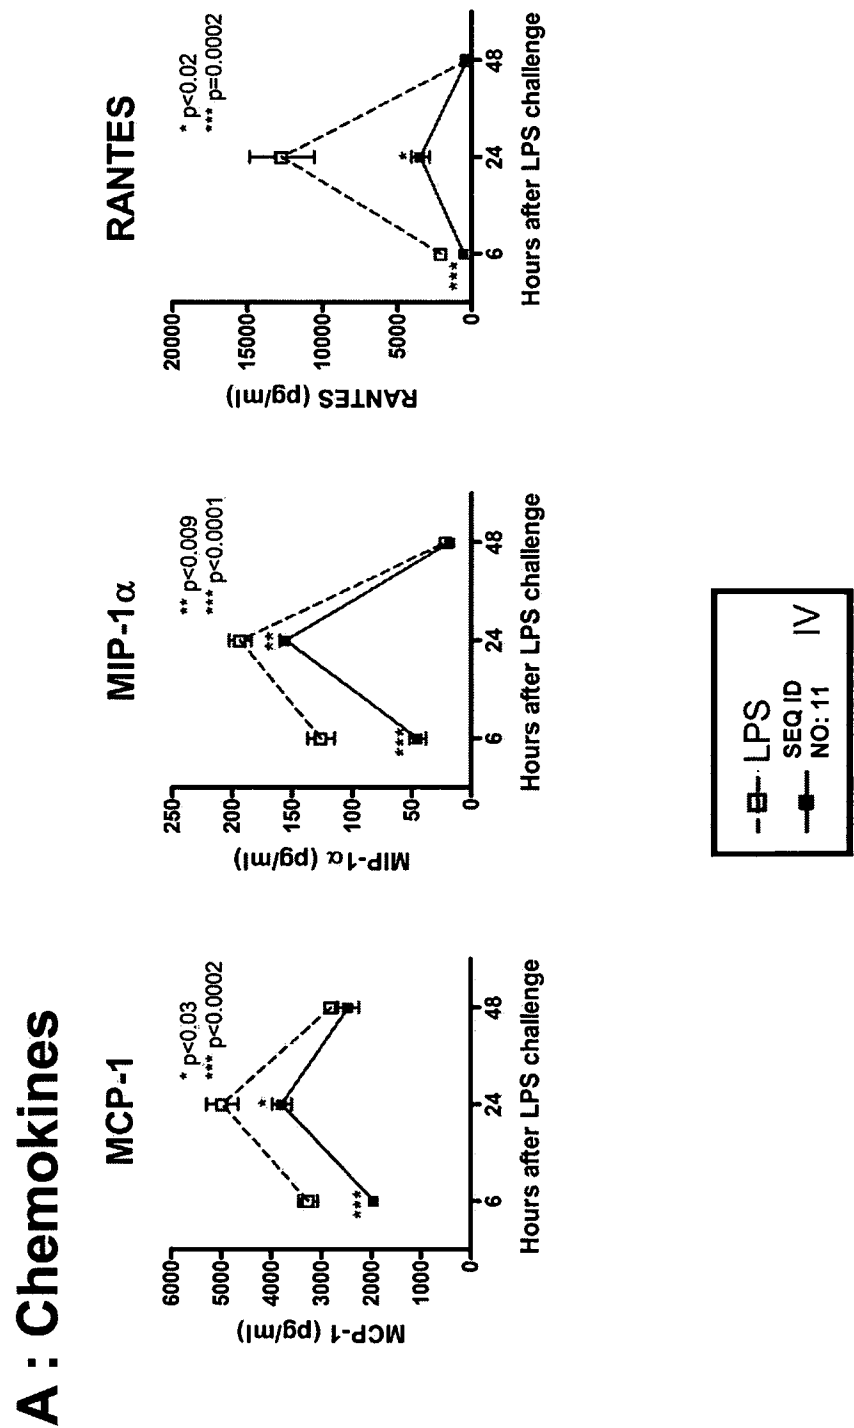 A : Chemokines
MCP-1
* p<0.03
*** p<0.0002
MCP-1 (pg/ml)
6000
5000
4000
3000
2000
1000
0
***
*
6
24
48
Hours after LPS challenge
MIP-1α
** p<0.009
*** p<0.0001
MIP-1α (pg/ml)
250
200
150
100
50
0
***
**
6
24
48
Hours after LPS challenge
RANTES
* p<0.02
*** p=0.0002
RANTES (pg/ml)
20000
15000
10000
5000
0
***
*
6
24
48
Hours after LPS challenge
LPS
SEQ ID
NO: 11
IV